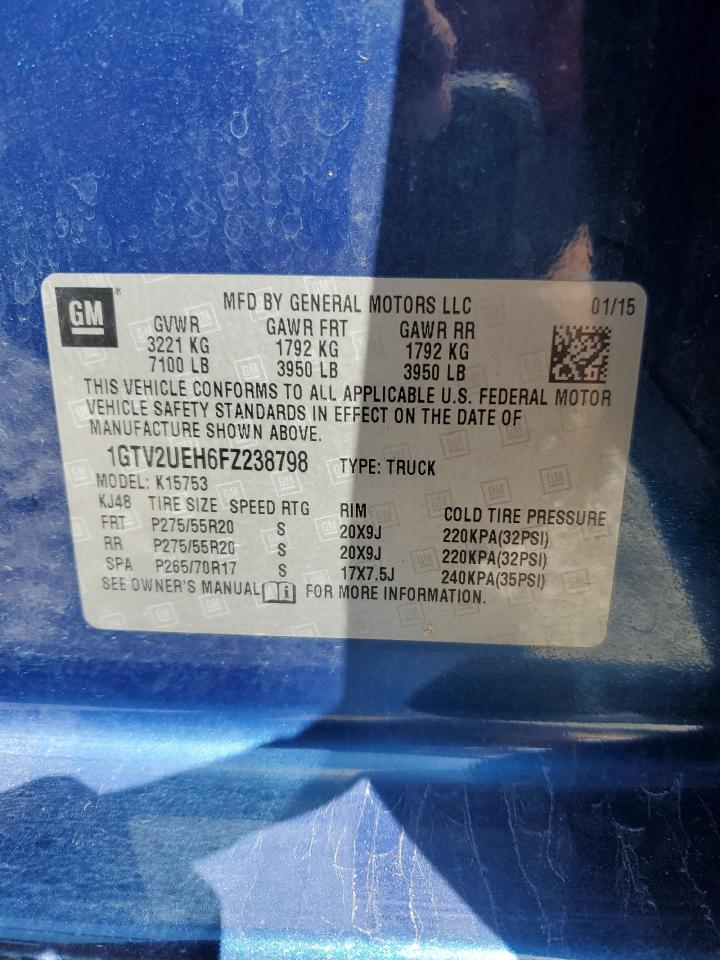 GM ® MFD BY GENERAL MOTORS LLC 01/15
GVWR GAWR FRT GAWR RR
3221 KG 1792 KG 1792 KG
7100 LB 3950 LB 3950 LB
THIS VEHICLE CONFORMS TO ALL APPLICABLE U.S. FEDERAL MOTOR
VEHICLE SAFETY STANDARDS IN EFFECT ON THE DATE OF
MANUFACTURE SHOWN ABOVE.
1GTV2UEH6FZ238798 TYPE: TRUCK
MODEL: K15753
KJ48 TIRE SIZE SPEED RTG RIM COLD TIRE PRESSURE
FRT P275/55R20 S 20X9J 220KPA(32PSI)
RR P275/55R20 S 20X9J 220KPA(32PSI)
SPA P265/70R17 S 17X7.5J 240KPA(35PSI)
SEE OWNER'S MANUAL i FOR MORE INFORMATION.